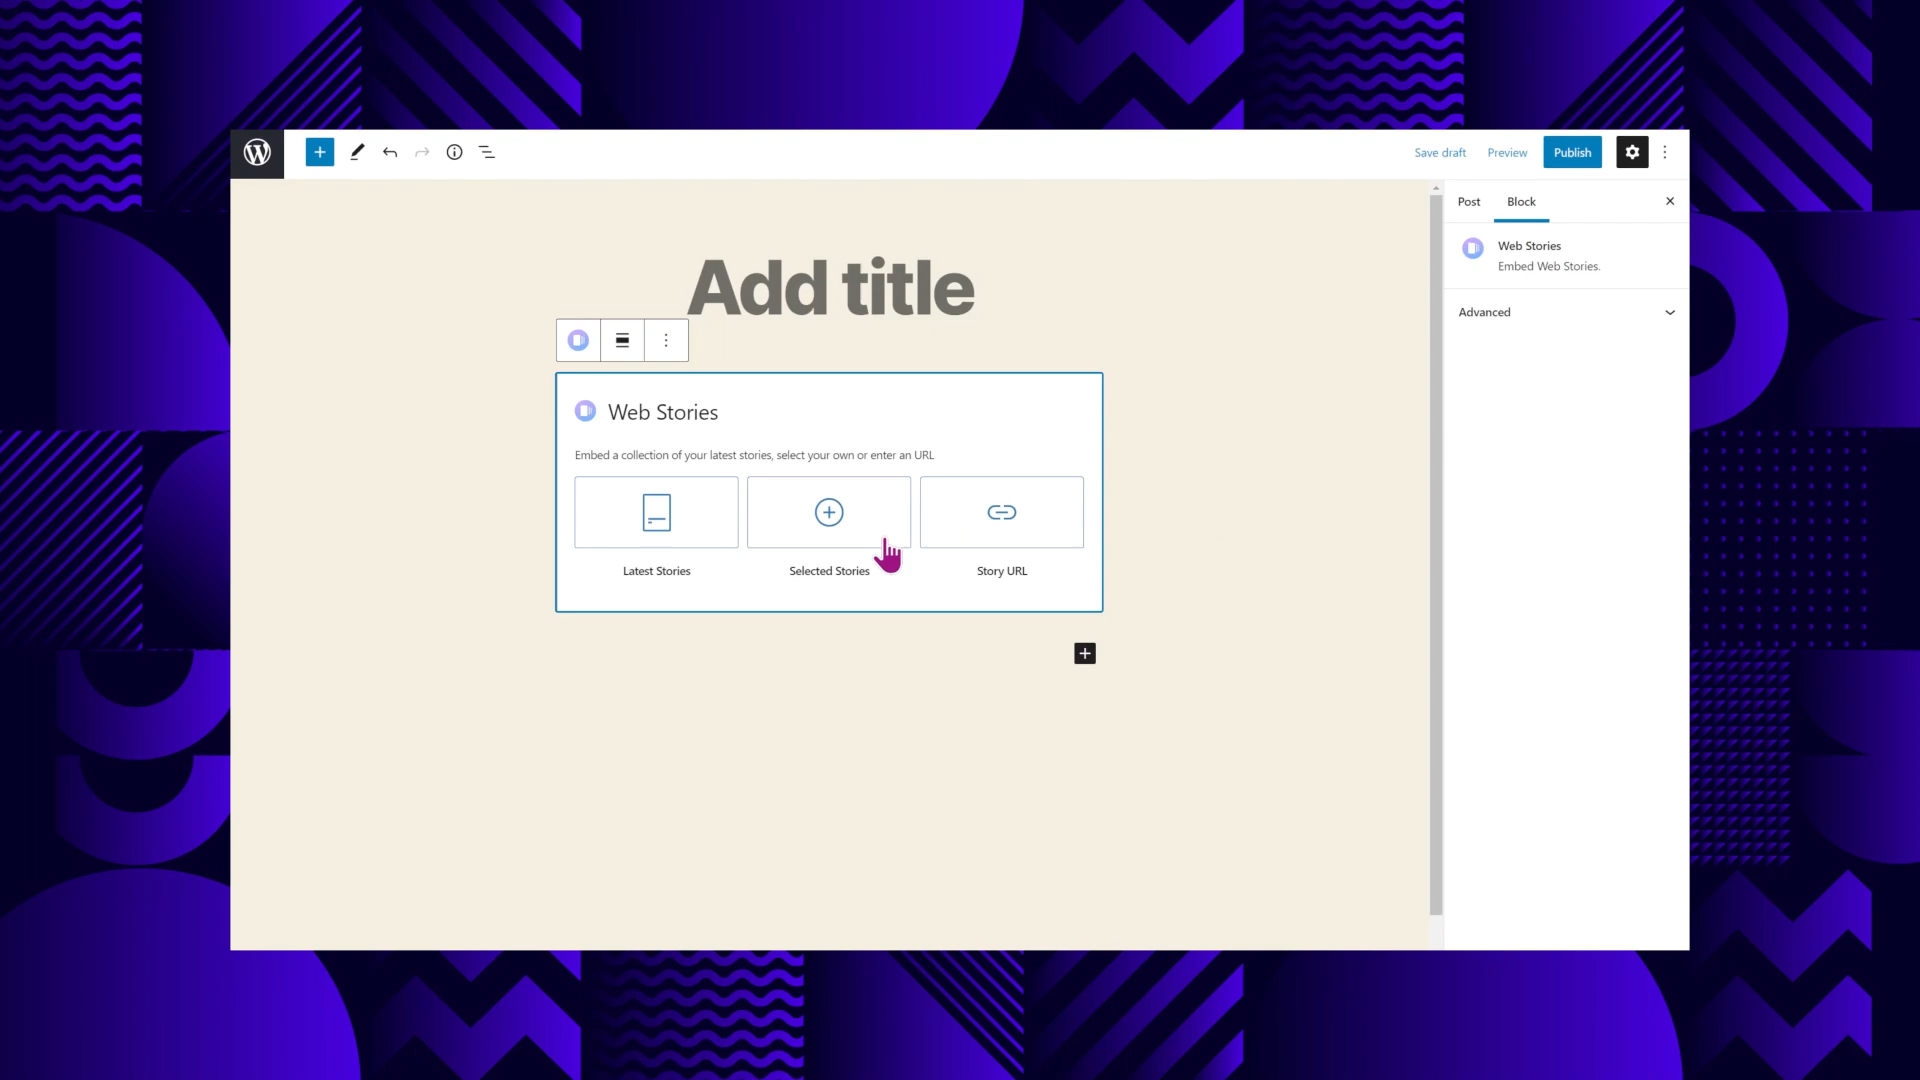 Save draft
Preview
Publish
Post
Block
Web Stories
Embed Web Stories.
Advanced
Add title
Web Stories
Embed a collection of your latest stories, select your own or enter an URL
Latest Stories
Selected Stories
Story URL